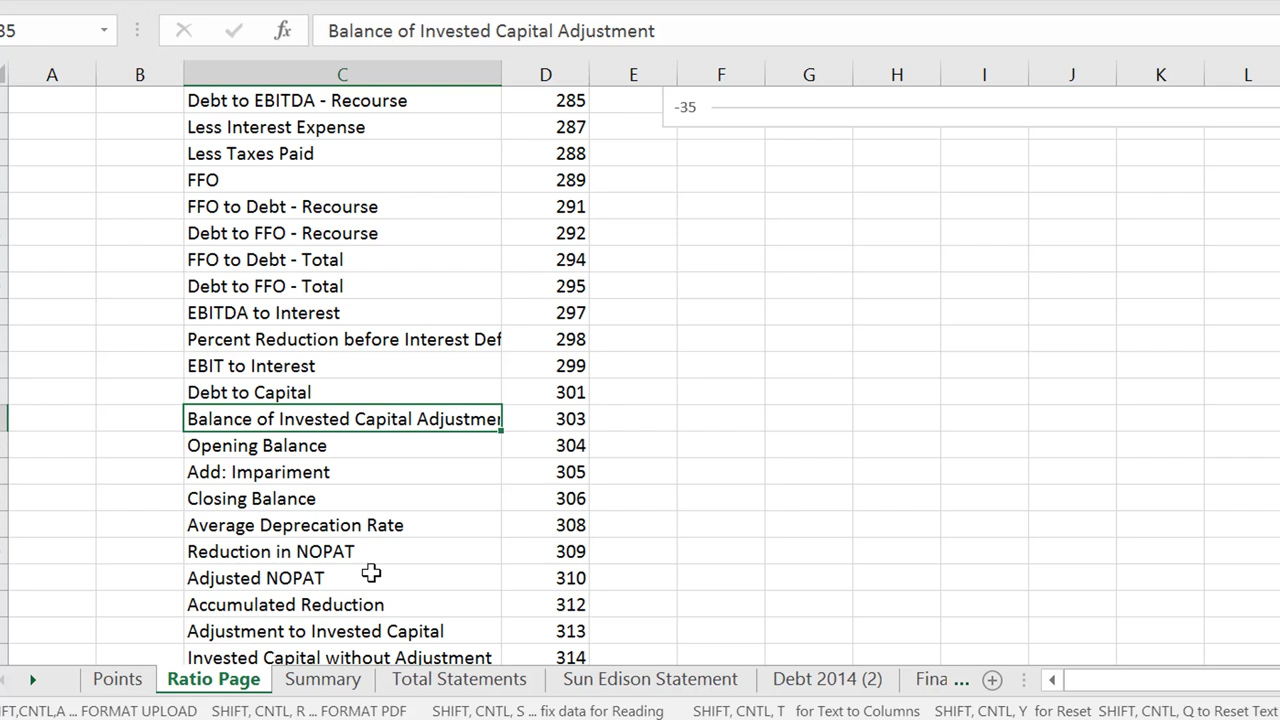 35 fx Balance of Invested Capital Adjustment
A B C D E F G H I J K L
Debt to EBITDA - Recourse 285
-35
Less Interest Expense 287
Less Taxes Paid 288
FFO 289
FFO to Debt - Recourse 291
Debt to FFO - Recourse 292
FFO to Debt - Total 294
Debt to FFO - Total 295
EBITDA to Interest 297
Percent Reduction before Interest Def 298
EBIT to Interest 299
Debt to Capital 301
Balance of Invested Capital Adjustmen 303
Opening Balance 304
Add: Impariment 305
Closing Balance 306
Average Deprecation Rate 308
Reduction in NOPAT 309
Adjusted NOPAT 310
Accumulated Reduction 312
Adjustment to Invested Capital 313
Invested Capital without Adjustment 314
Points Ratio Page Summary Total Statements Sun Edison Statement Debt 2014 (2) Fina ...
IFT,CNTL,A ... FORMAT UPLOAD SHIFT, CNTL, R ... FORMAT PDF SHIFT, CNTL, S ... fix data for Reading SHIFT, CNTL, T for Text to Columns SHIFT, CNTL, Y for Reset SHIFT, CNTL, Q to Reset Text